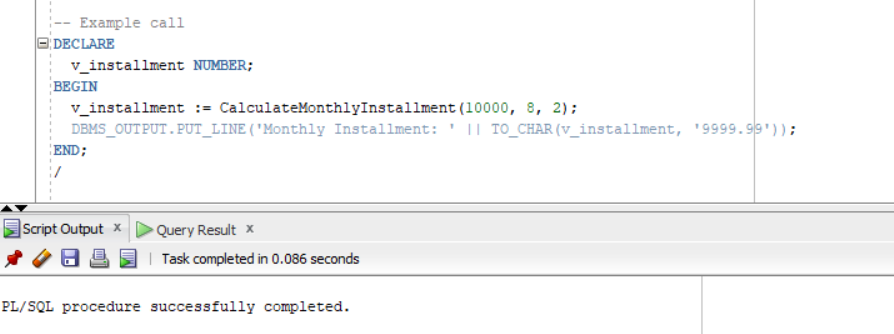 -- Example call
DECLARE
v_installment NUMBER;
BEGIN
v_installment := CalculateMonthlyInstallment(10000, 8, 2);
DBMS_OUTPUT.PUT_LINE('Monthly Installment: ' || TO_CHAR(v_installment, '9999.99'));
END;
/
Script Output x Query Result x
Task completed in 0.086 seconds
PL/SQL procedure successfully completed.